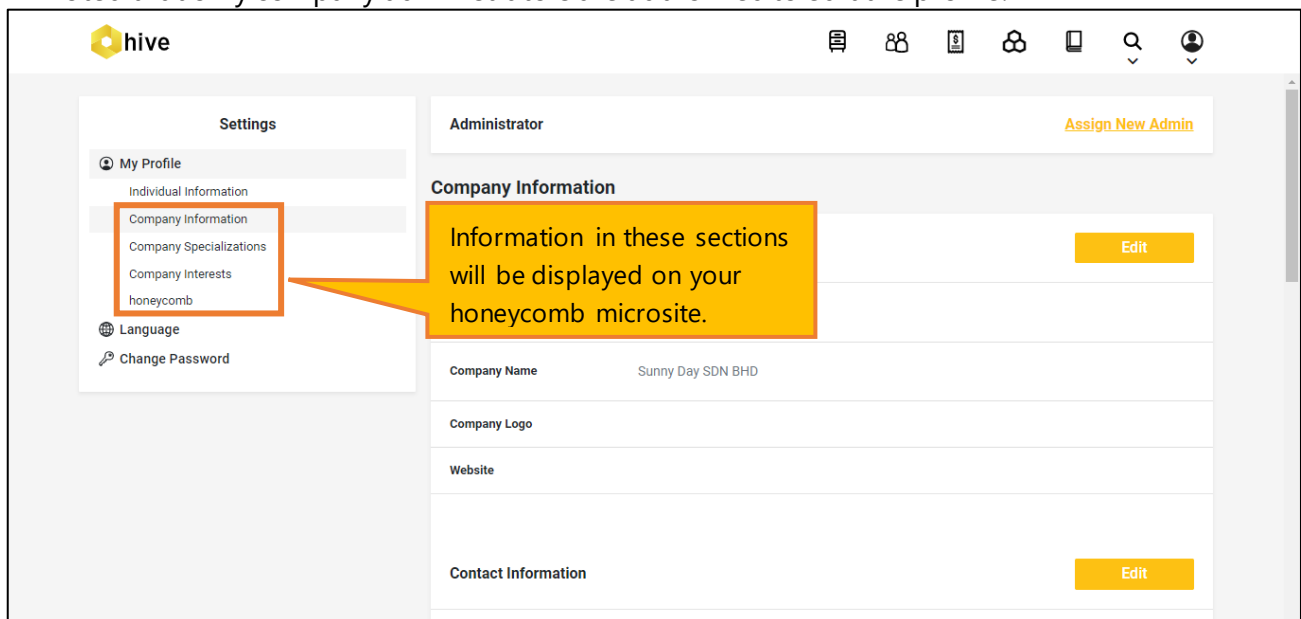 hive
Settings
My Profile
Individual Information
Company Information
Company Specializations
Company Interests
honeycomb
Language
Change Password
Administrator
Assign New Admin
Company Information
Information in these sections
will be displayed on your
honeycomb microsite.
Edit
Company Name Sunny Day SDN BHD
Company Logo
Website
Contact Information
Edit